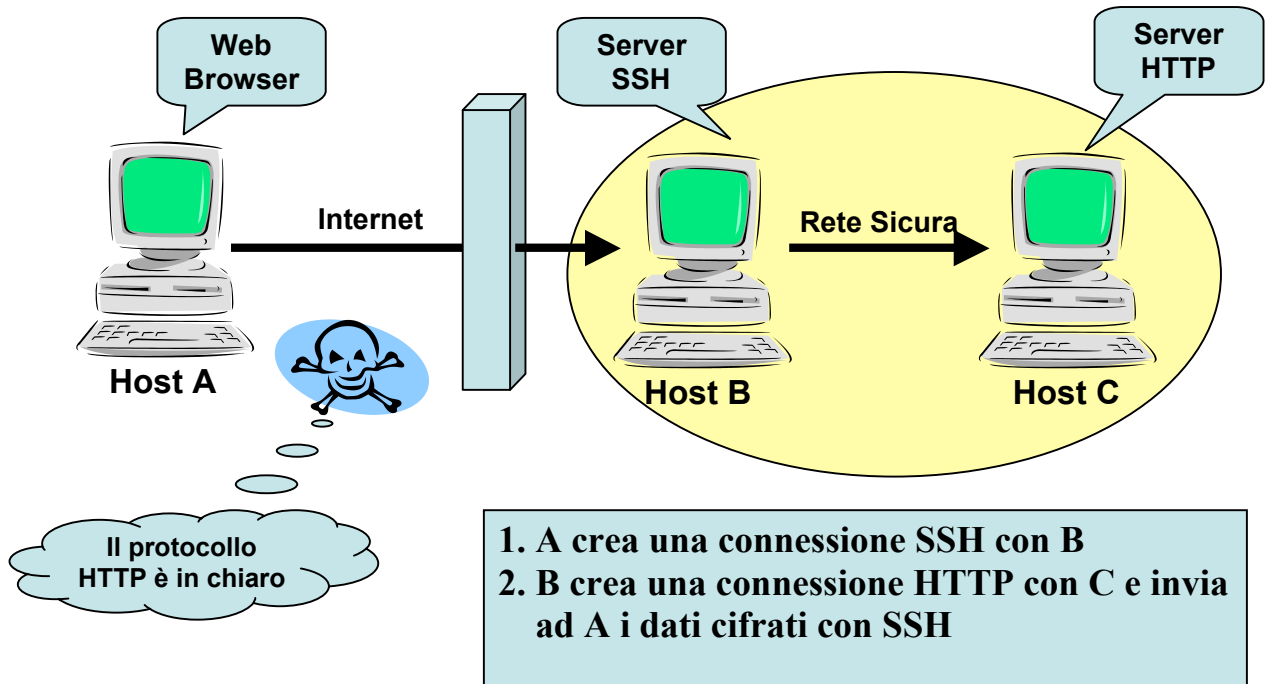 Web
Browser
Server
SSH
Server
HTTP
Internet
Rete Sicura
Host A
Host B
Host C
Il protocollo
HTTP è in chiaro
1. A crea una connessione SSH con B
2. B crea una connessione HTTP con C e invia
ad A i dati cifrati con SSH